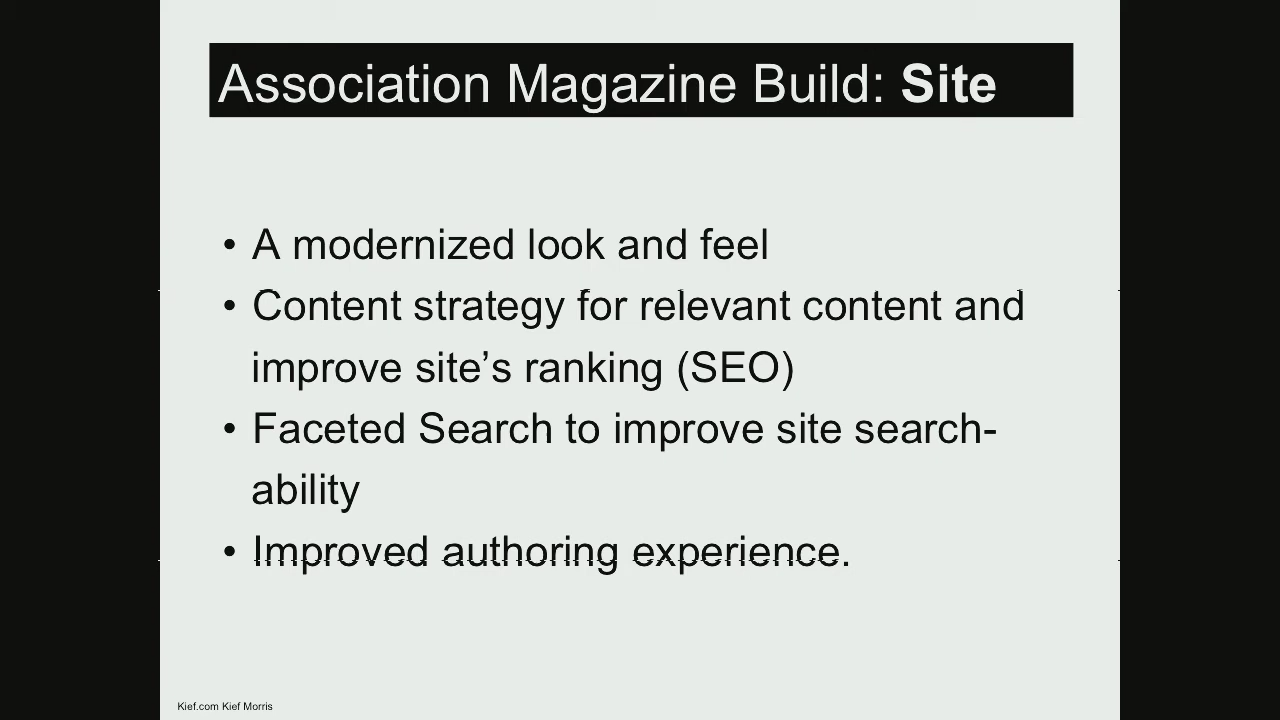 Association Magazine Build: Site
• A modernized look and feel
• Content strategy for relevant content and
improve site’s ranking (SEO)
• Faceted Search to improve site search-
ability
• Improved authoring experience.
Kief.com Kief Morris